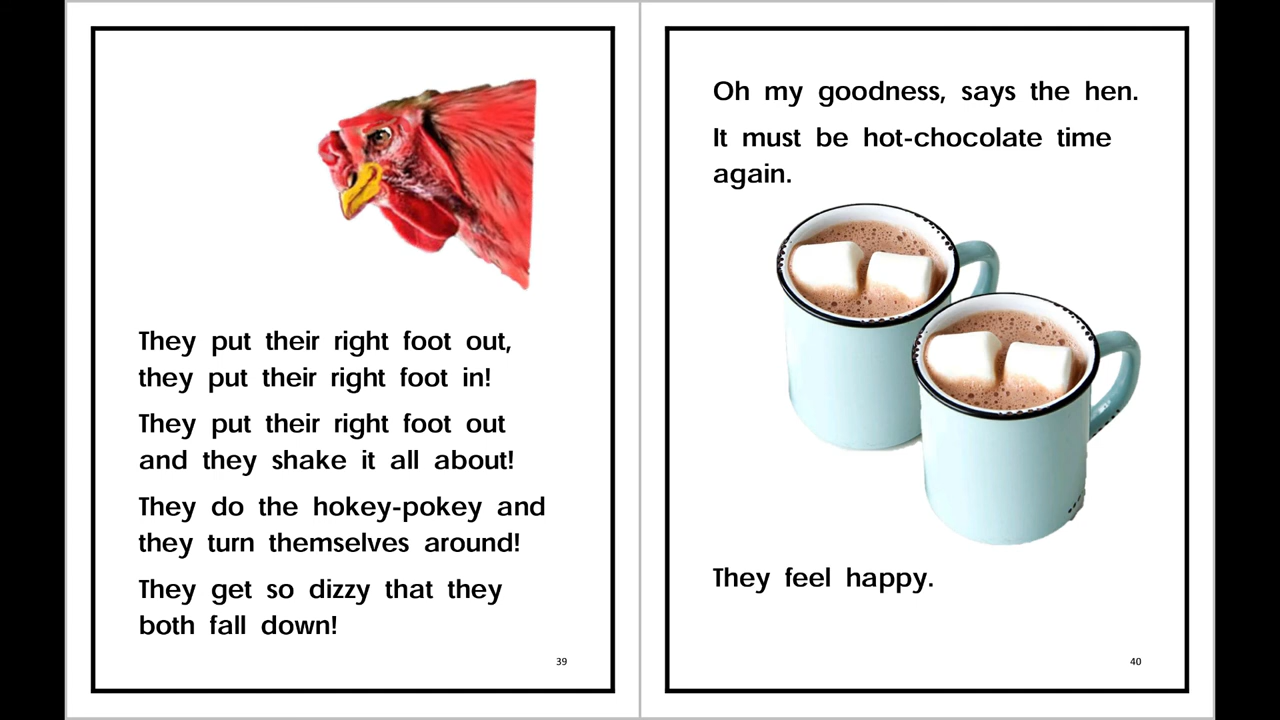 They put their right foot out,
they put their right foot in!
They put their right foot out
and they shake it all about!
They do the hokey-pokey and
they turn themselves around!
They get so dizzy that they
both fall down!
39
Oh my goodness, says the hen.
It must be hot-chocolate time
again.
They feel happy.
40